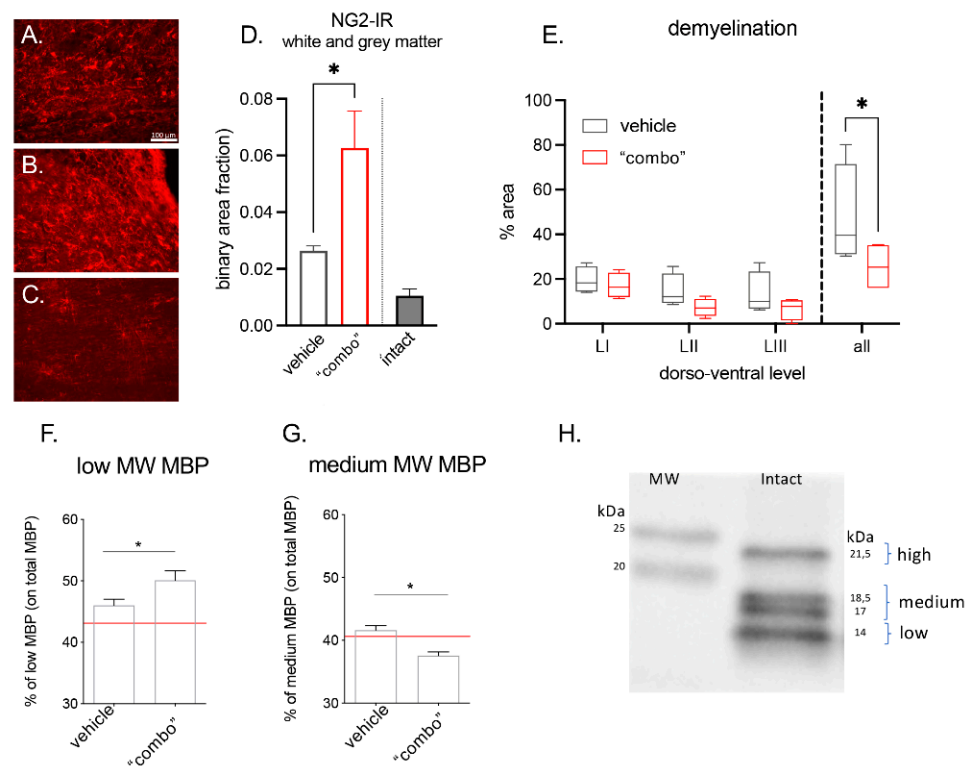 A.
100 µm
B.
C.
D.
NG2-IR
white and grey matter
*
binary area fraction)
0.08
0.06
0.04
0.02
0.00
vehicle
"combo"
intact
E.
demyelination
% area
100
80
60
40
20
0
vehicle
"combo"
*
LI
LII
LIII
all
dorso-ventral level
F.
low MW MBP
% of low MBP (on total MBP)
60
50
40
30
*
vehicle
"combo"
G.
medium MW MBP
% of medium MBP (on total MBP)
60
50
40
30
*
vehicle
"combo"
H.
MW
Intact
kDa
25
20
kDa
21,5
high
18,5
17
medium
14
low